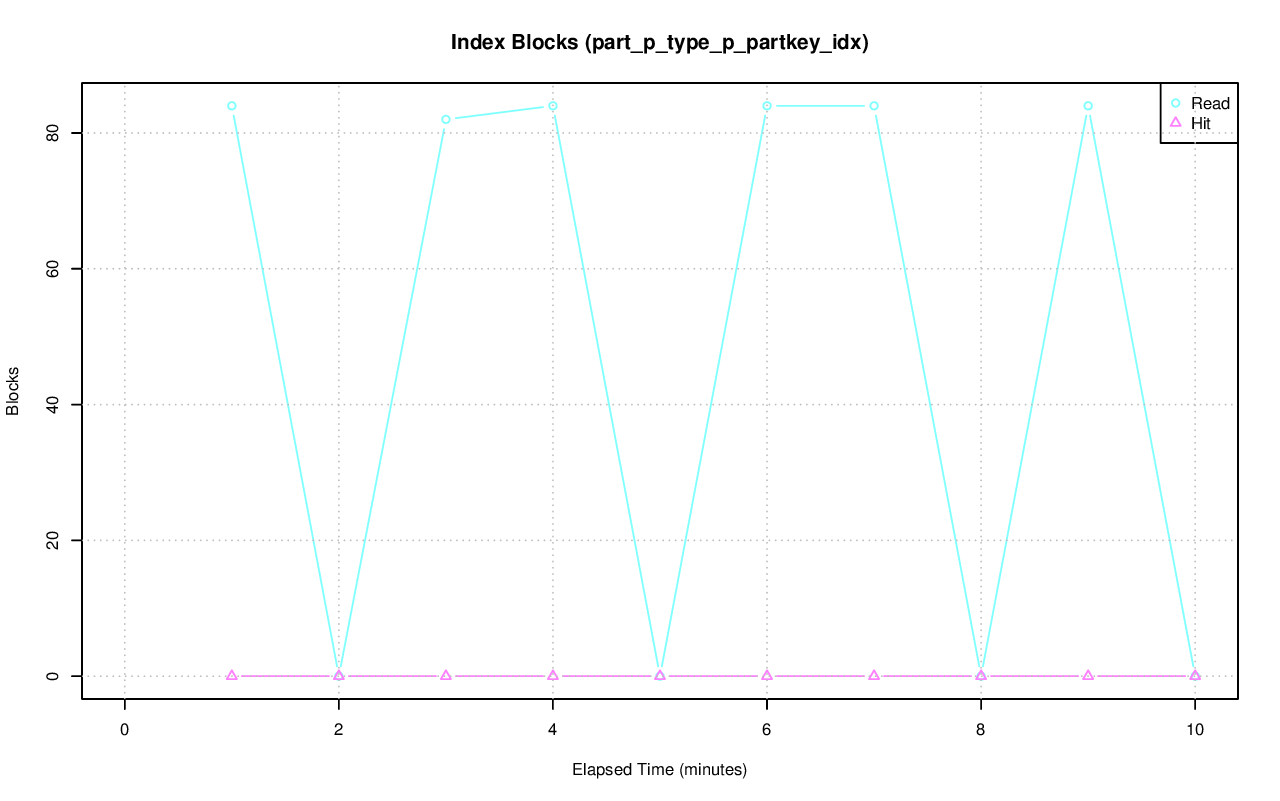 Index Blocks (part_p_type_p_partkey_idx)
Read
Hit
80
60
40
20
0
Blocks
0 2 4 6 8 10
Elapsed Time (minutes)